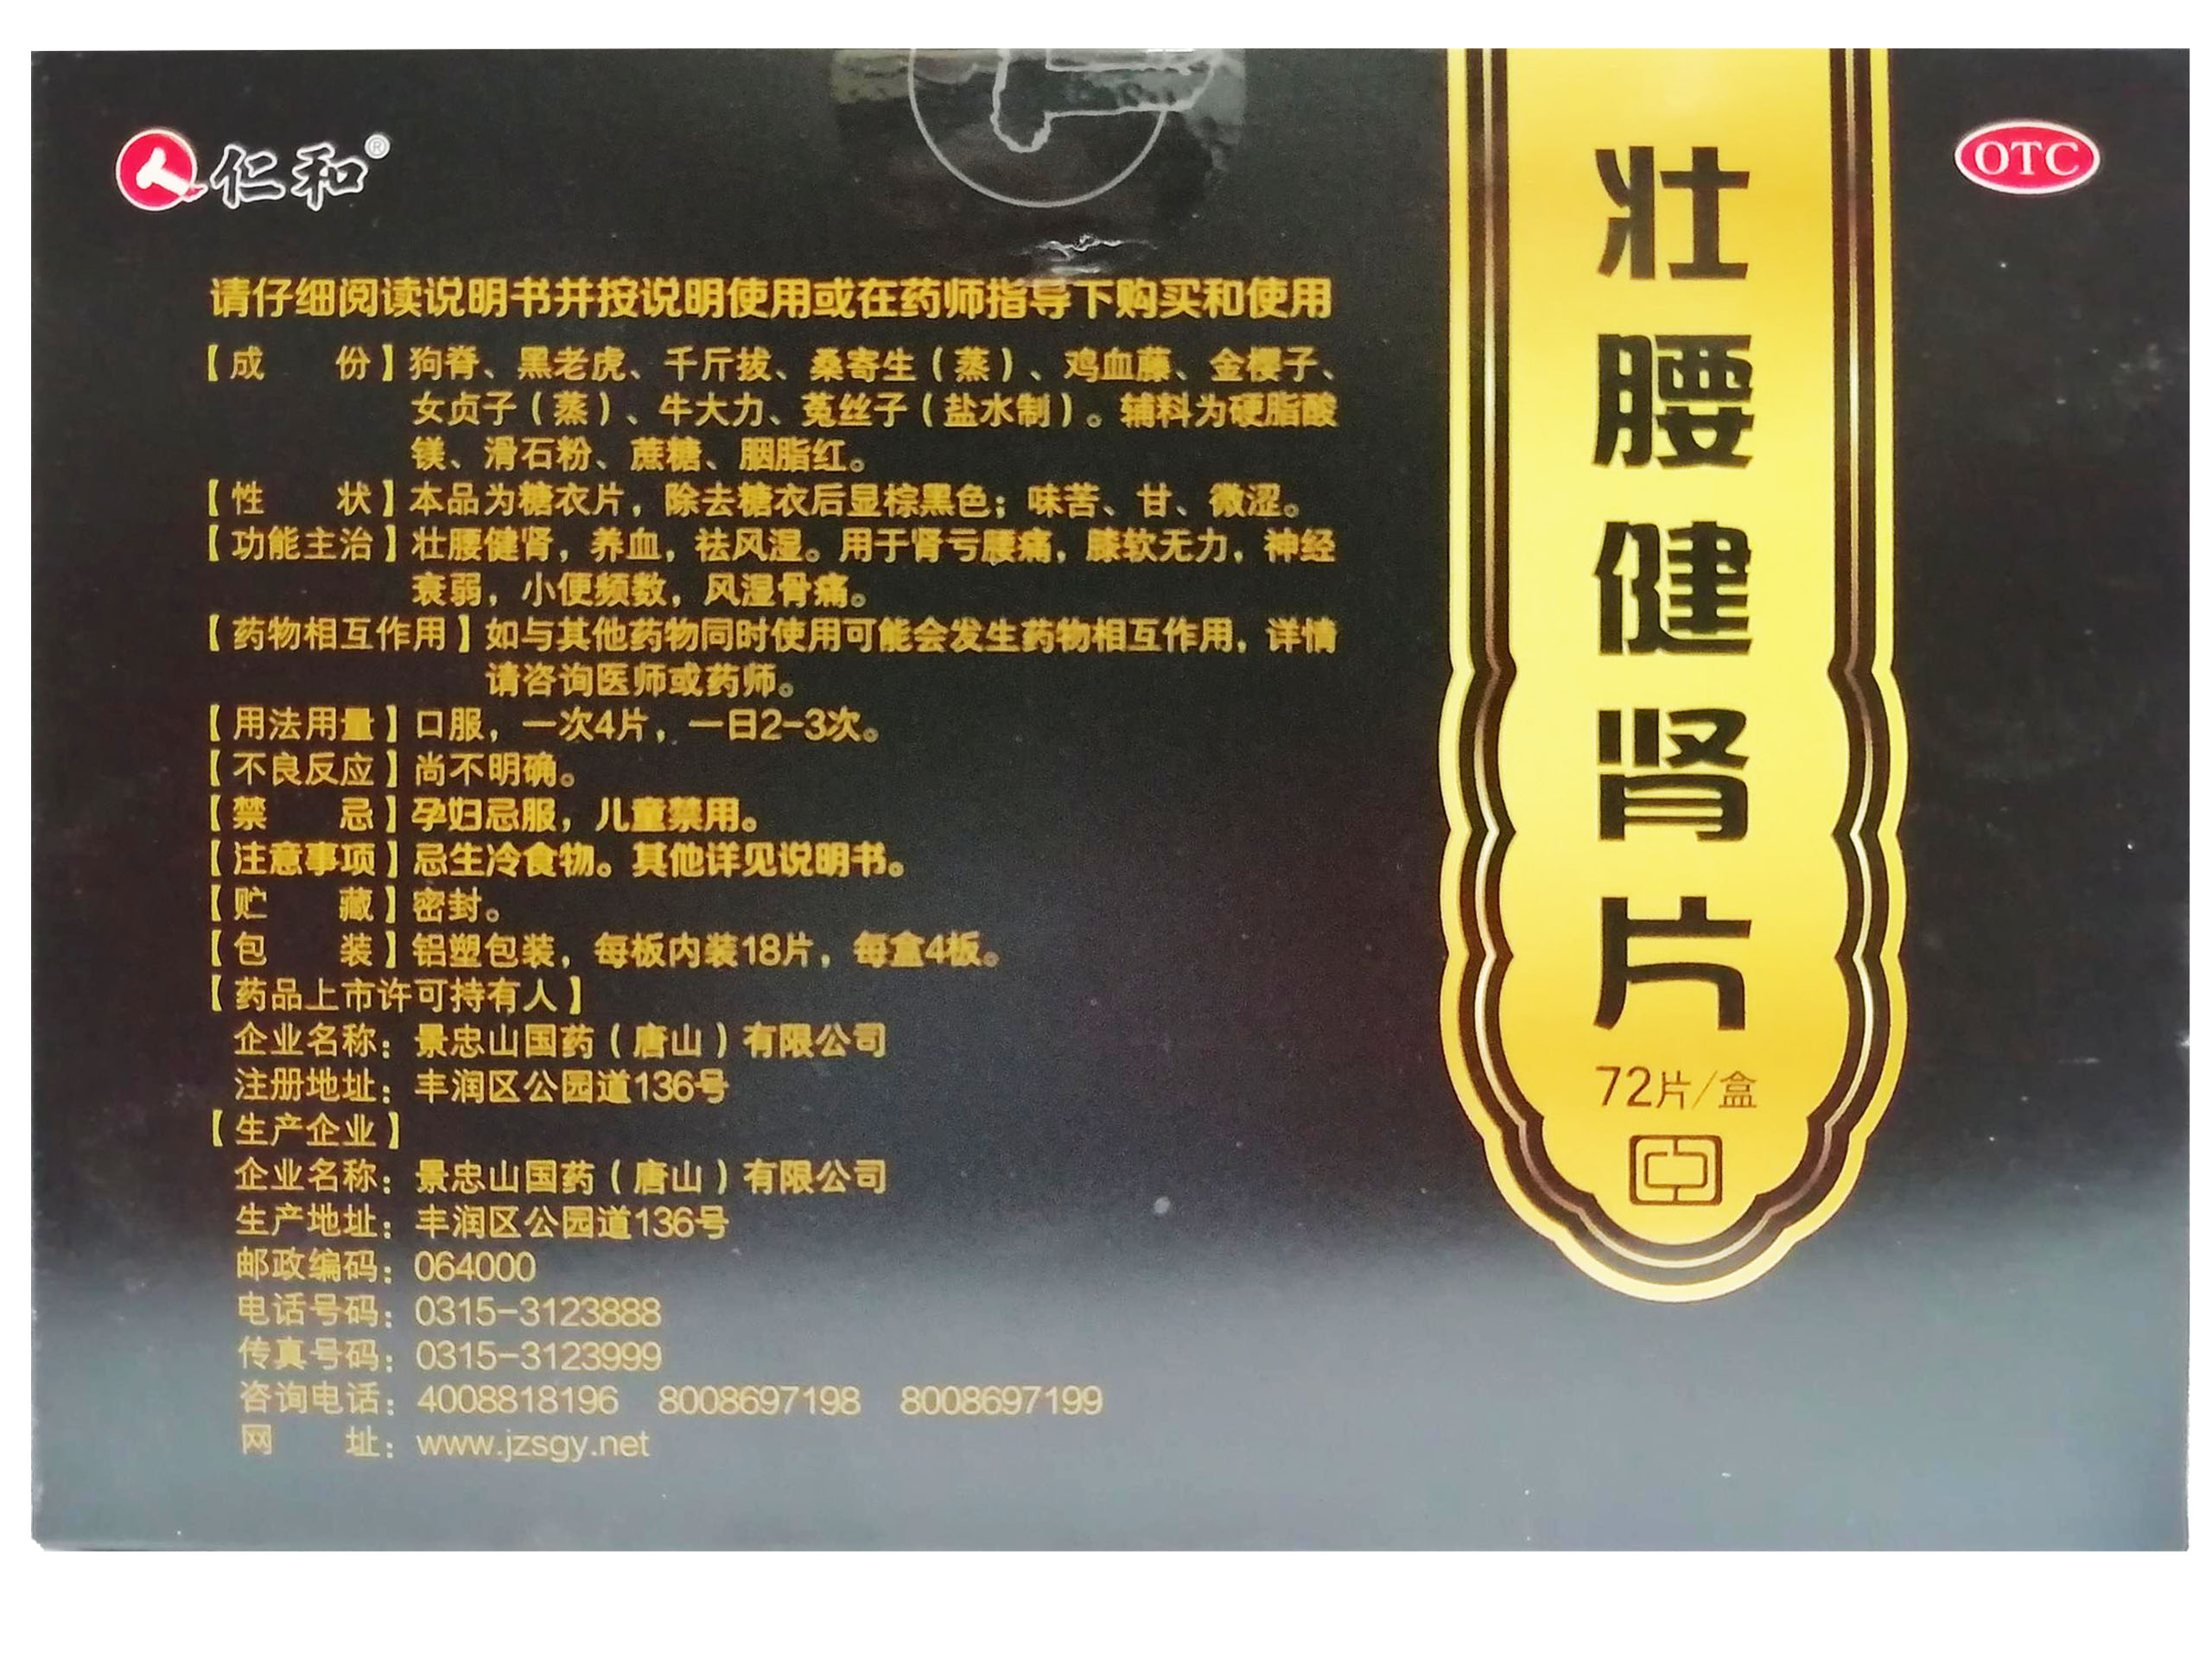 仁和®
请仔细阅读说明书并按说明使用或在药师指导下购买和使用
【成　　份】狗脊、黑老虎、千斤拔、桑寄生（蒸）、鸡血藤、金樱子、
女贞子（蒸）、牛大力、菟丝子（盐水制）。辅料为硬脂酸
镁、滑石粉、蔗糖、胭脂红。
【性　　状】本品为糖衣片，除去糖衣后显棕黑色；味苦、甘、微涩。
【功能主治】壮腰健肾，养血，祛风湿。用于肾亏腰痛，膝软无力，神经
衰弱，小便频数，风湿骨痛。
【药物相互作用】如与其他药物同时使用可能会发生药物相互作用，详情
请咨询医师或药师。
【用法用量】口服，一次4片，一日2-3次。
【不良反应】尚不明确。
【禁　　忌】孕妇忌服，儿童禁用。
【注意事项】忌生冷食物。其他详见说明书。
【贮　　藏】密封。
【包　　装】铝塑包装，每板内装18片，每盒4板。
【药品上市许可持有人】
企业名称：景忠山国药（唐山）有限公司
注册地址：丰润区公园道136号
【生产企业】
企业名称：景忠山国药（唐山）有限公司
生产地址：丰润区公园道136号
邮政编码：064000
电话号码：0315-3123888
传真号码：0315-3123999
咨询电话：4008818196　8008697198　8008697199
网　　址：www.jzsgy.net
壮腰健肾片
72片/盒
OTC